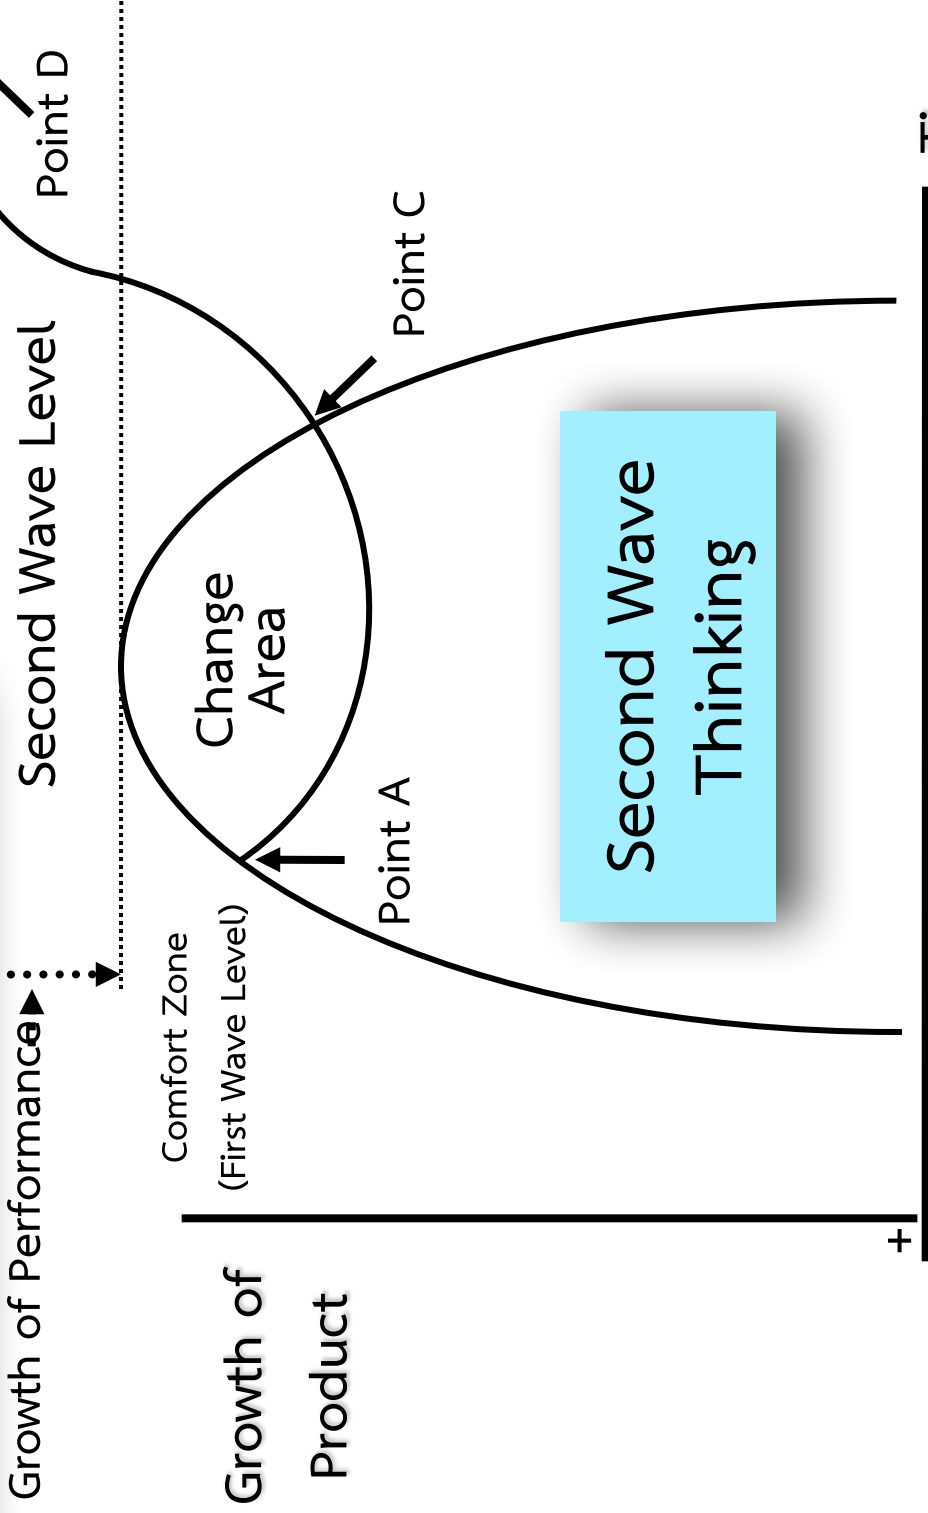 Growth of Performance
Second Wave Level
Point D
Comfort Zone
(First Wave Level)
Change
Area
Growth of
Product
Point A
Point C
Second Wave
Thinking
+